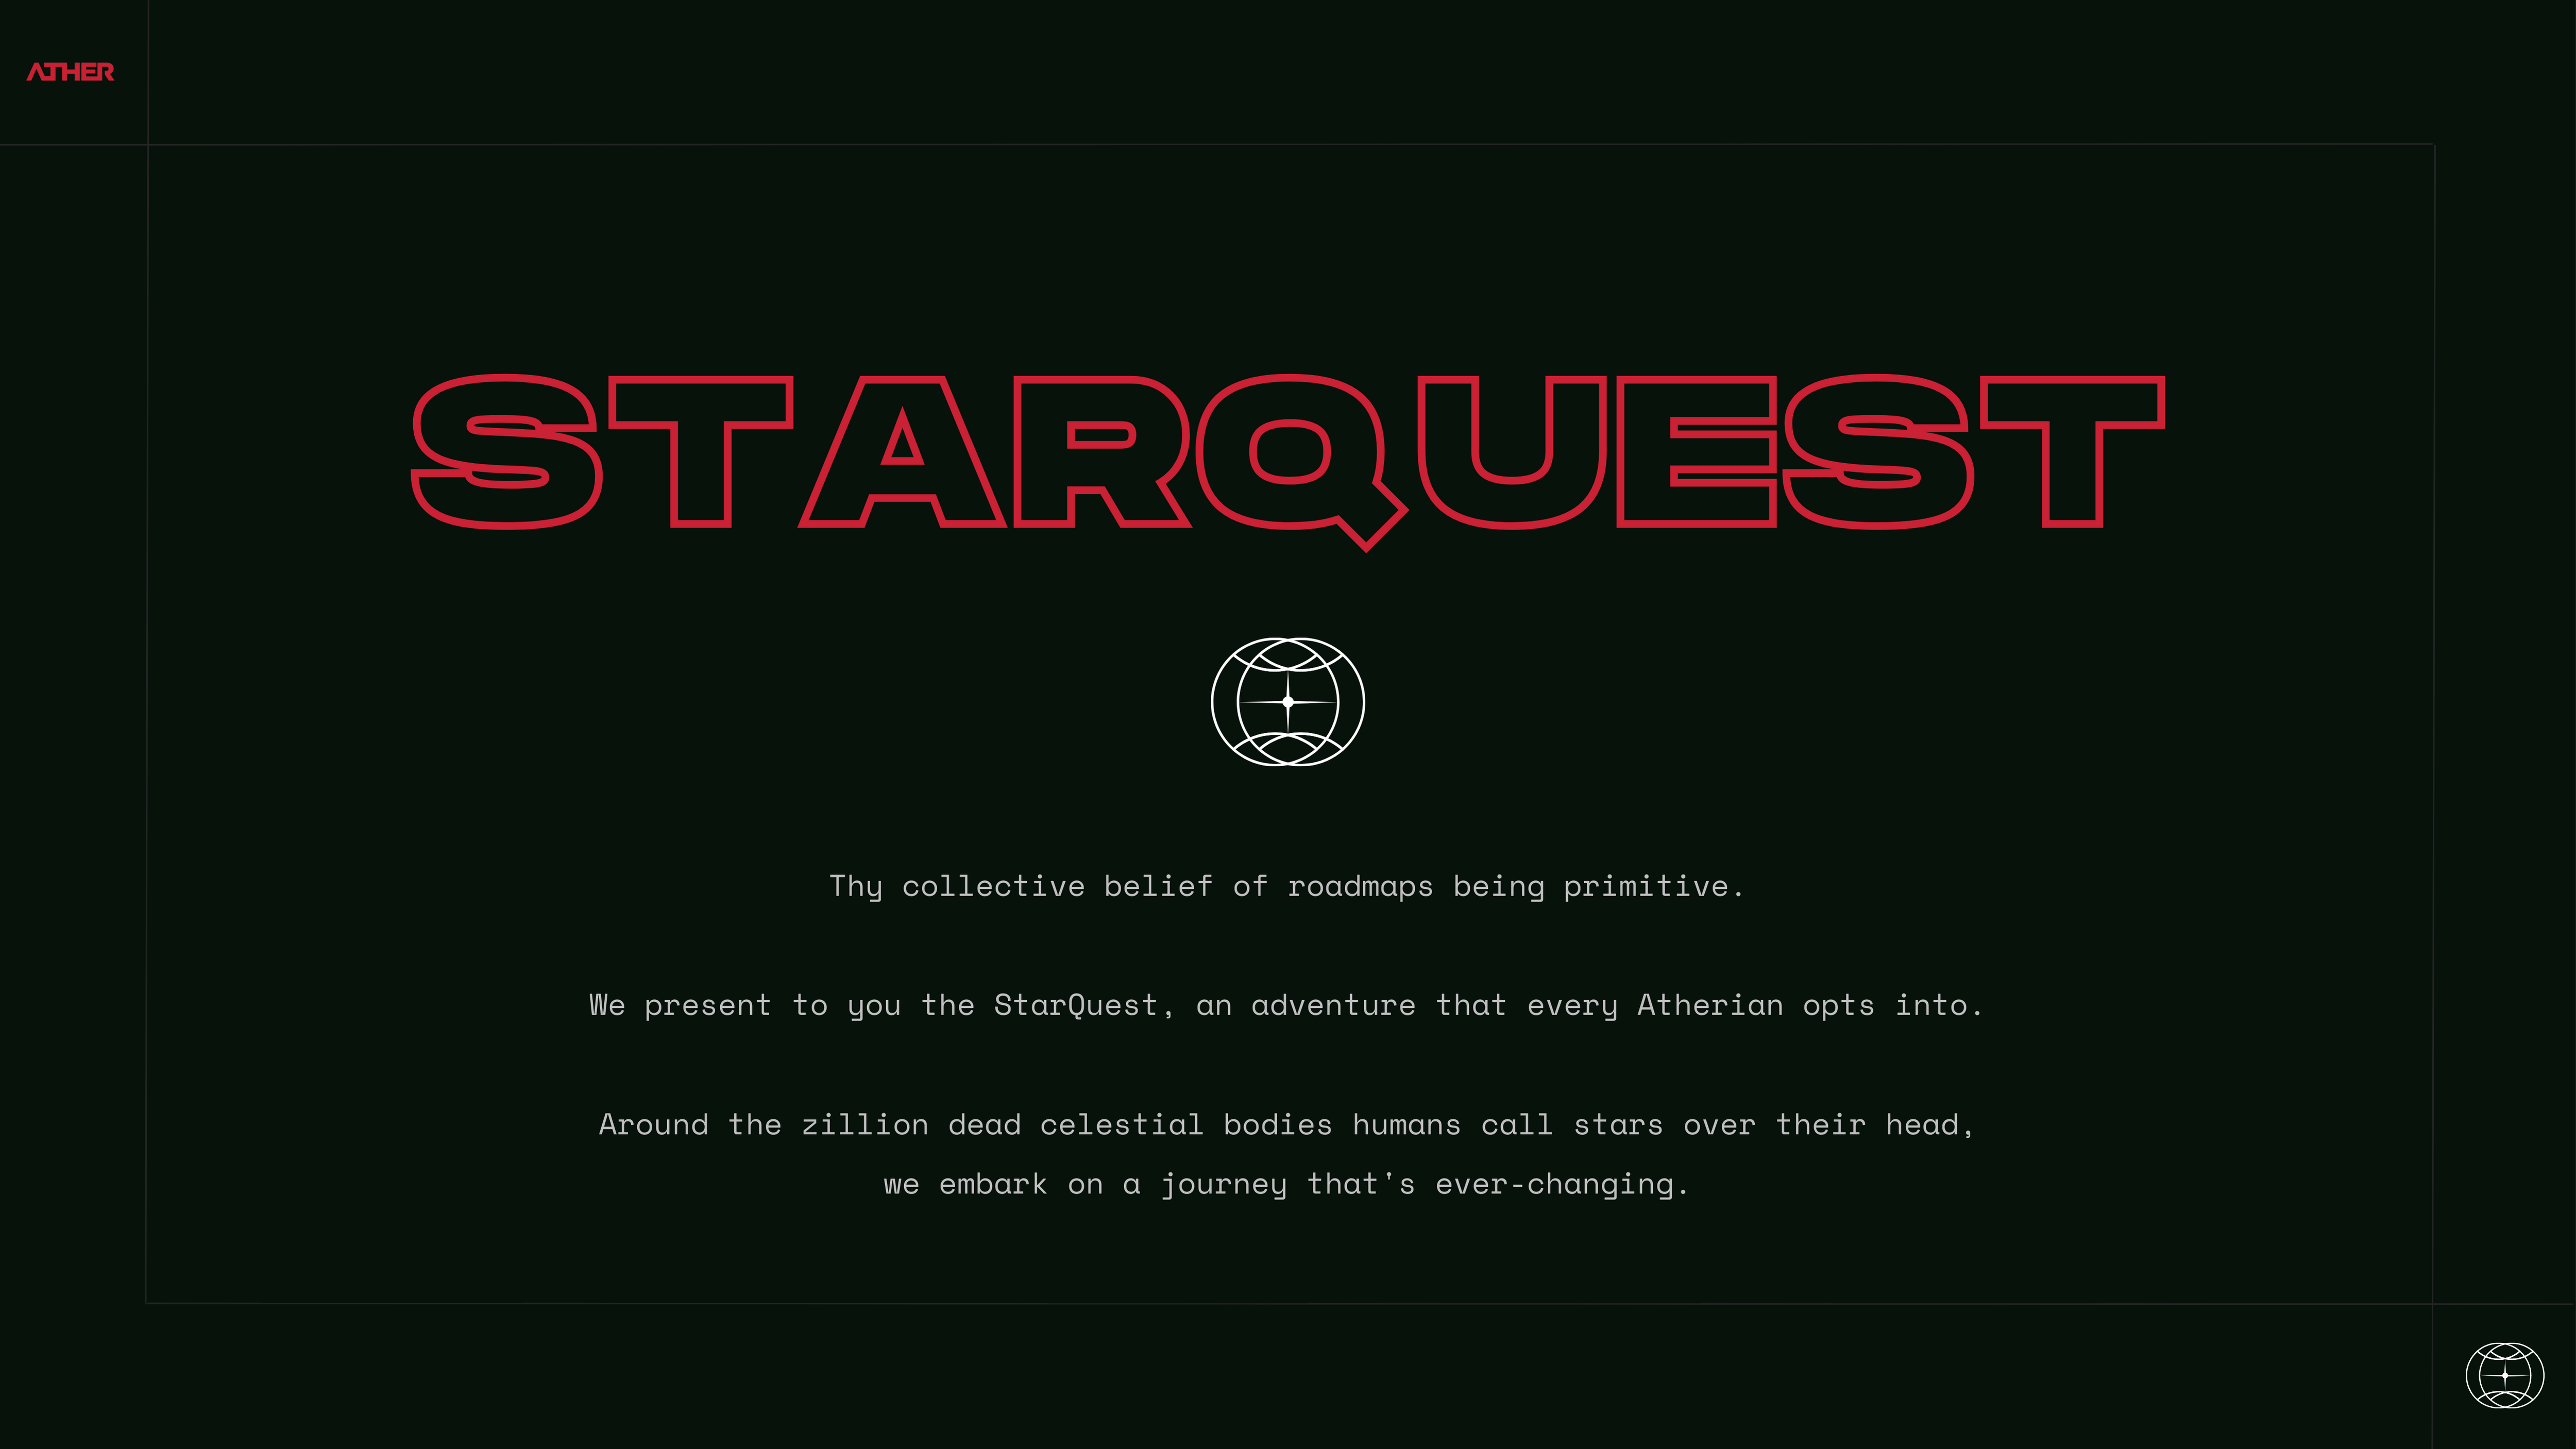 ATHER
STARQUEST
Thy collective belief of roadmaps being primitive.
We present to you the StarQuest, an adventure that every Atherian opts into.
Around the zillion dead celestial bodies humans call stars over their head,
we embark on a journey that's ever-changing.